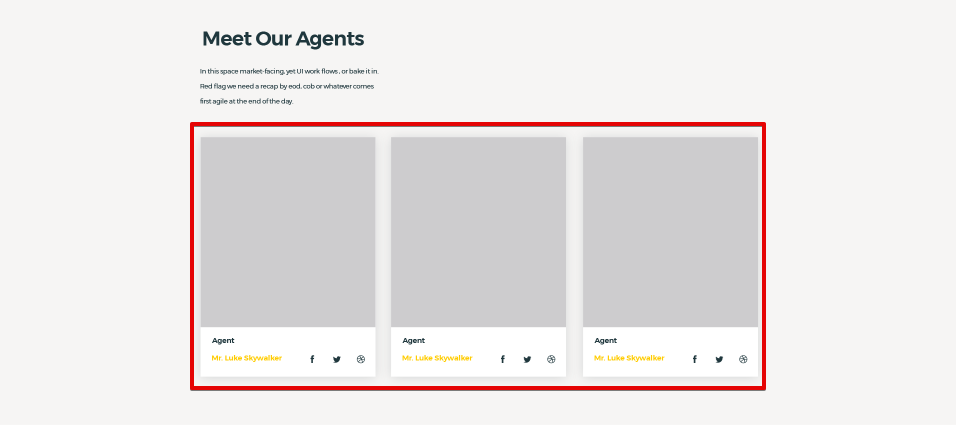 Meet Our Agents
In this space market-facing, yet UI work flows , or bake it in.
Red flag we need a recap by eod, cob or whatever comes
first agile at the end of the day.
Agent
Mr. Luke Skywalker
Agent
Mr. Luke Skywalker
Agent
Mr. Luke Skywalker